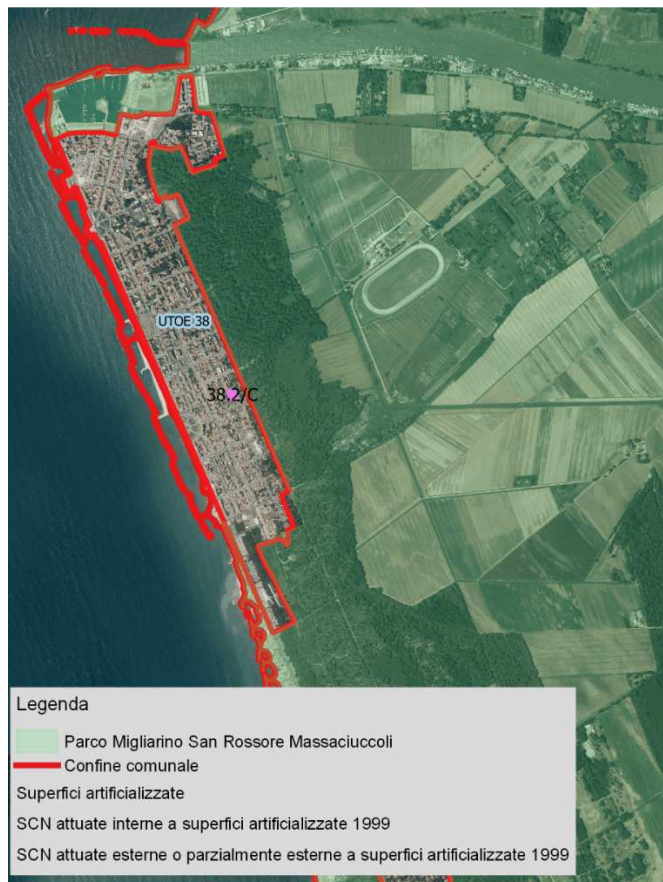 UTOE 38
38.2/C
Legenda
Parco Migliarino San Rossore Massaciuccoli
Confine comunale
Superfici artificializzate
SCN attuate interne a superfici artificializzate 1999
SCN attuate esterne o parzialmente esterne a superfici artificializzate 1999